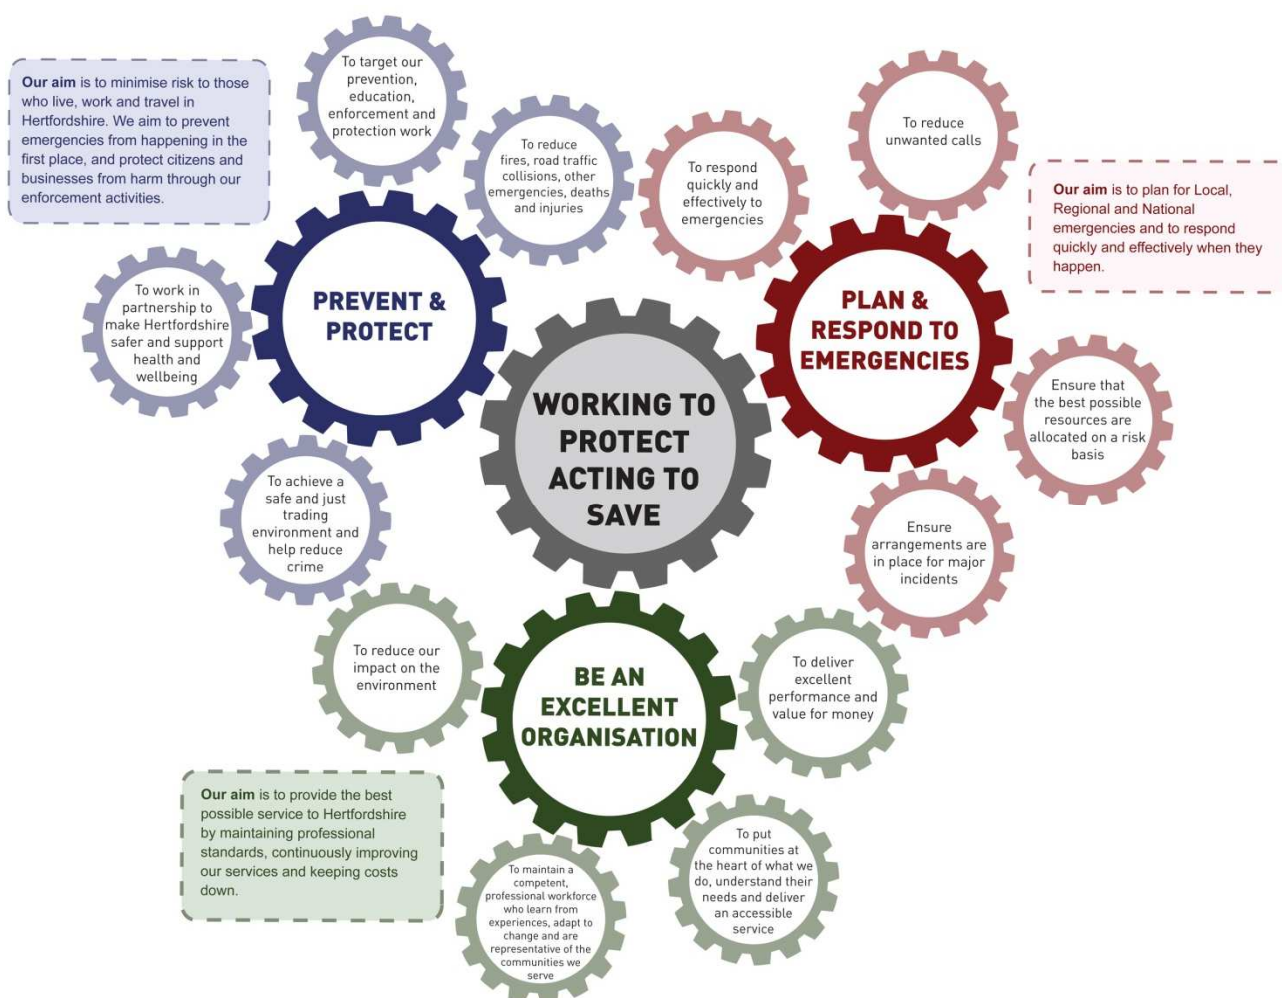 Our aim is to minimise risk to those
who live, work and travel in
Hertfordshire. We aim to prevent
emergencies from happening in the
first place, and protect citizens and
businesses from harm through our
enforcement activities.
To target our
prevention,
education,
enforcement and
protection work
To reduce
fires, road traffic
collisions, other
emergencies, deaths
and injuries
To respond
quickly and
effectively to
emergencies
To reduce
unwanted calls
Our aim is to plan for Local,
Regional and National
emergencies and to respond
quickly and effectively when they
happen.
To work in
partnership to
make Hertfordshire
safer and support
health and
wellbeing
PREVENT &
PROTECT
PLAN &
RESPOND TO
EMERGENCIES
WORKING TO
PROTECT
ACTING TO
SAVE
Ensure that
the best possible
resources are
allocated on a risk
basis
To achieve a
safe and just
trading
environment and
help reduce
crime
Ensure
arrangements are
in place for major
incidents
To reduce our
impact on the
environment
BE AN
EXCELLENT
ORGANISATION
To deliver
excellent
performance and
value for money
Our aim is to provide the best
possible service to Hertfordshire
by maintaining professional
standards, continuously improving
our services and keeping costs
down.
To maintain a
competent,
professional workforce
who learn from
experiences, adapt to
change and are
representative of the
communities we
serve
To put
communities at
the heart of what we
do, understand their
needs and deliver
an accessible
service